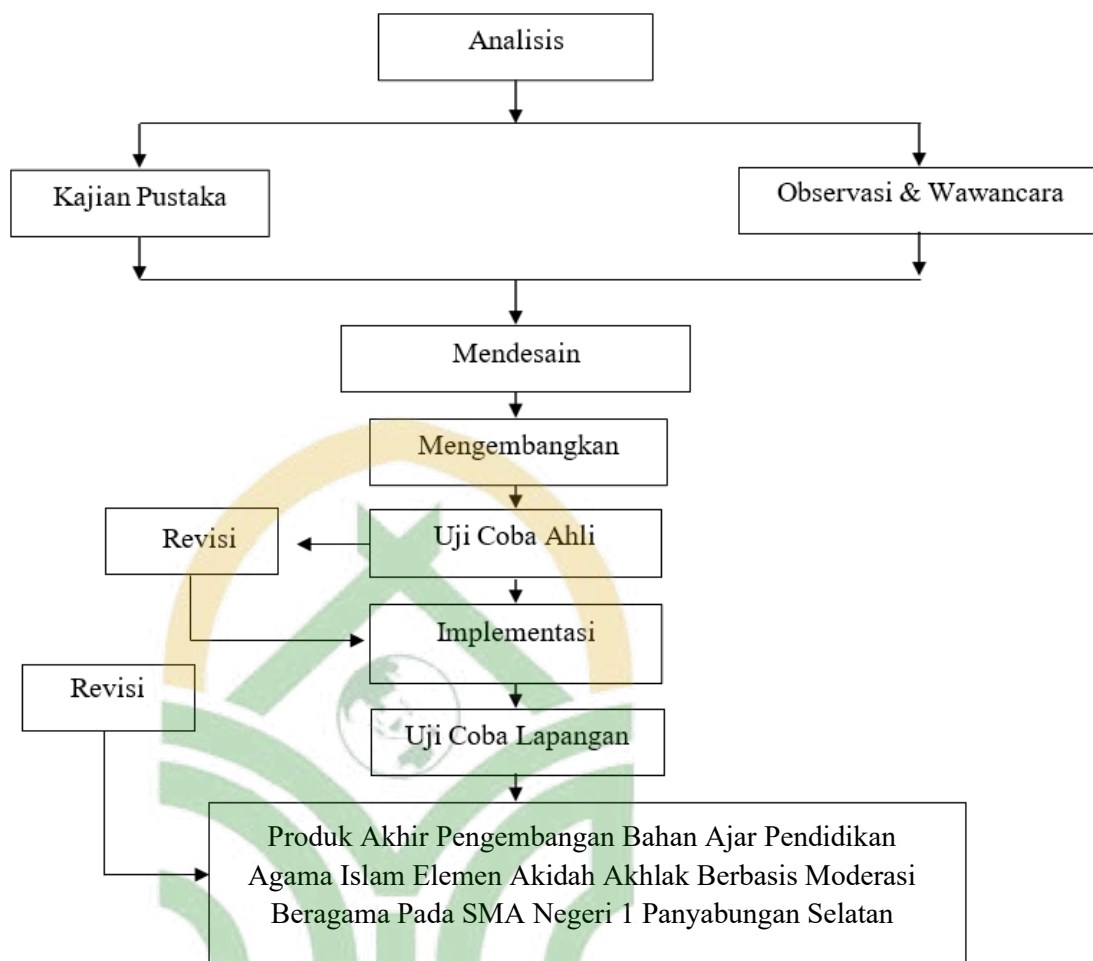 Analisis
Kajian Pustaka
Observasi & Wawancara
Mendesain
Mengembangkan
Revisi
Uji Coba Ahli
Implementasi
Revisi
Uji Coba Lapangan
Produk Akhir Pengembangan Bahan Ajar Pendidikan
Agama Islam Elemen Akidah Akhlak Berbasis Moderasi
Beragama Pada SMA Negeri 1 Panyabungan Selatan